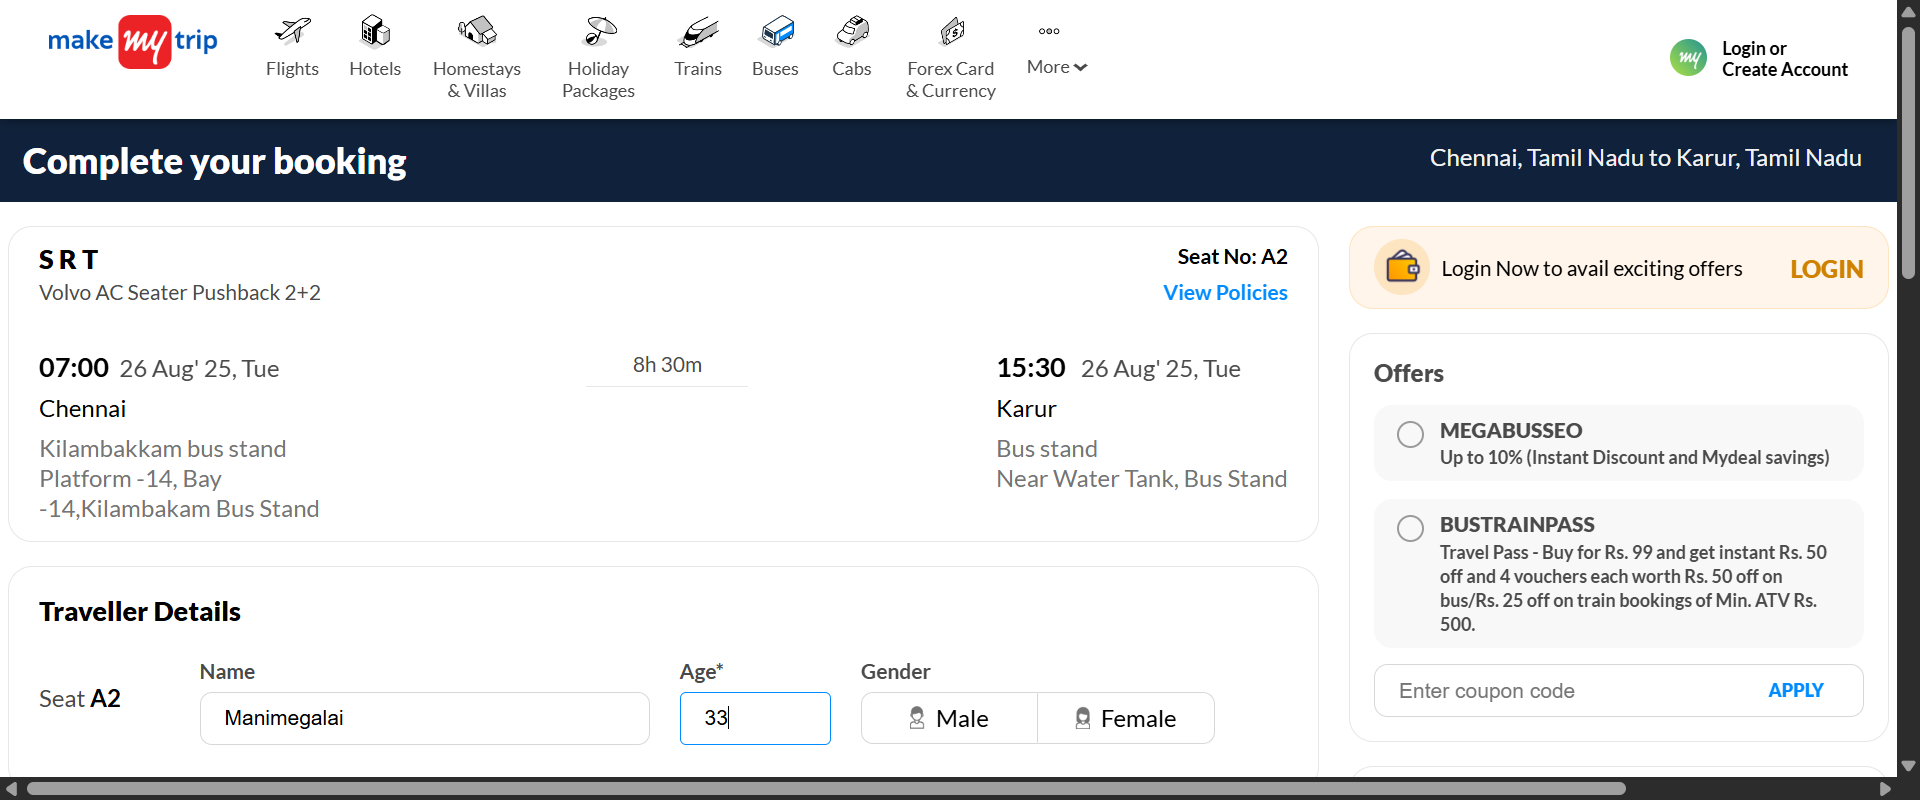 make my trip
Flights
Hotels
Homestays
& Villas
Holiday
Packages
Trains
Buses
Cabs
Forex Card
& Currency
More
my
Login or
Create Account
Complete your booking
Chennai, Tamil Nadu to Karur, Tamil Nadu
S R T
Volvo AC Seater Pushback 2+2
Seat No: A2
View Policies
07:00 26 Aug' 25, Tue
8h 30m
15:30 26 Aug' 25, Tue
Chennai
Kilambakkam bus stand
Platform -14, Bay
-14,Kilambakam Bus Stand
Karur
Bus stand
Near Water Tank, Bus Stand
Traveller Details
Seat A2
Name
Manimegalai
Age*
33
Gender
Male
Female
Login Now to avail exciting offers
LOGIN
Offers
MEGABUSSEO
Up to 10% (Instant Discount and Mydeal savings)
BUSTRAINPASS
Travel Pass - Buy for Rs. 99 and get instant Rs. 50
off and 4 vouchers each worth Rs. 50 off on
bus/Rs. 25 off on train bookings of Min. ATV Rs.
500.
Enter coupon code
APPLY